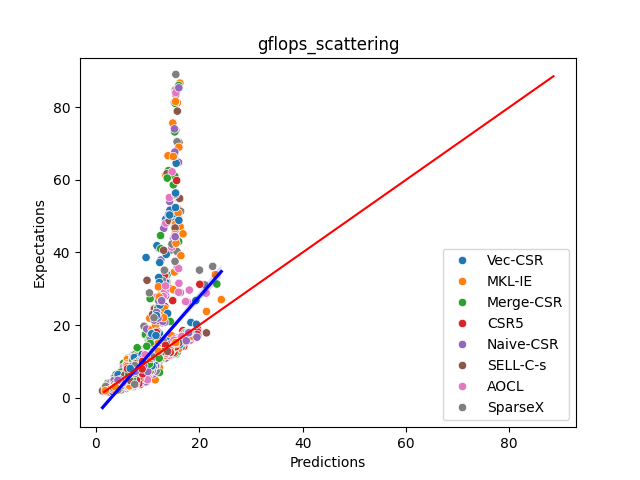 gflops_scattering
Expectations
80
60
40
20
0
0 20 40 60 80
Predictions
Vec-CSR
MKL-IE
Merge-CSR
CSR5
Naive-CSR
SELL-C-s
AOCL
SparseX